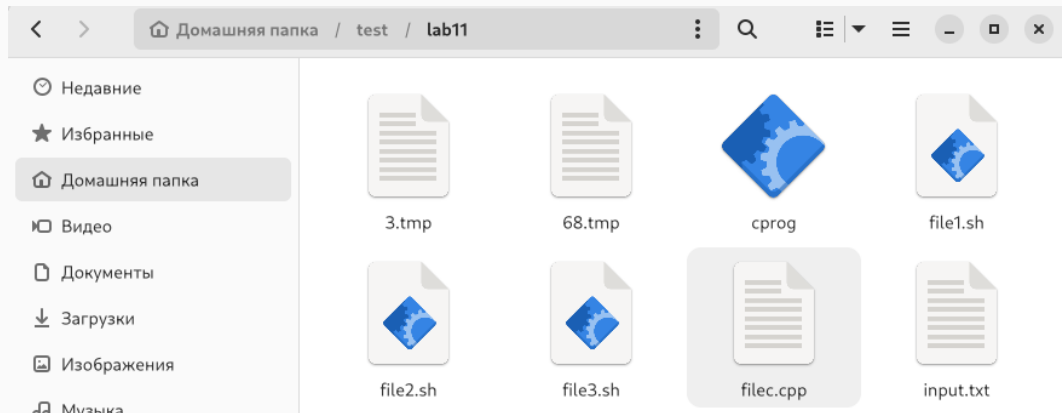 Домашняя папка / test / lab11
Недавние
Избранные
Домашняя папка
Видео
Документы
Загрузки
Изображения
Музыка
3.tmp 68.tmp cprog file1.sh
file2.sh file3.sh filec.cpp input.txt